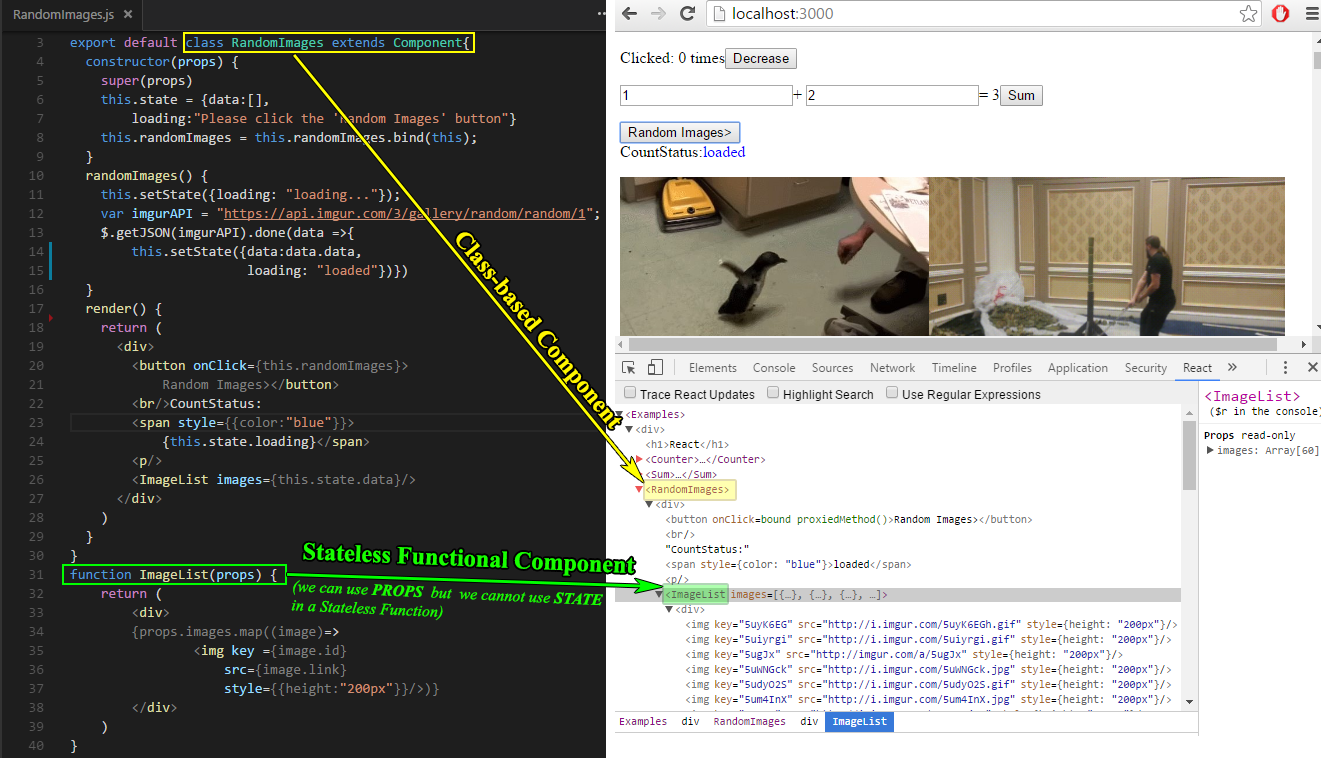 RandomImages.js ×
3 export default class RandomImages extends Component{
4 constructor(props) {
5 super(props)
6 this.state = {data:[],
7 loading:"Please click the 'Random Images' button"}
8 this.randomImages = this.randomImages.bind(this);
9 }
10 randomImages() {
11 this.setState({loading: "loading..."});
12 var imgurAPI = "https://api.imgur.com/3/gallery/random/random/1";
13 $.getJSON(imgurAPI).done(data =>{
14 this.setState({data:data.data,
15 loading: "loaded"})})
16 }
17 render() {
18 return (
19 <div>
20 <button onClick={this.randomImages}>
21 Random Images></button>
22 <br/>CountStatus:
23 <span style={{color:"blue"}}>
24 {this.state.loading}</span>
25 <p/>
26 <ImageList images={this.state.data}/>
27 </div>
28 )
29 }
30 }
31 function ImageList(props) {
32 return (
33 <div>
34 {props.images.map((image)=>
35 <img key ={image.id}
36 src={image.link}
37 style={{height:"200px"}}/>)}
38 </div>
39 )
40 }
Class-based Component
Stateless Functional Component
(we can use PROPS but we cannot use STATE
in a Stateless Function)
localhost:3000
Clicked: 0 times Decrease
1 + 2 = 3 Sum
Random Images>
CountStatus:loaded
Elements Console Sources Network Timeline Profiles Application Security React »
Trace React Updates Highlight Search Use Regular Expressions
<Examples>
<div>
<h1>React</h1>
<Counter>…</Counter>
<Sum>…</Sum>
<RandomImages>
<div>
<button onClick=bound proxiedMethod()>Random Images></button>
<br/>
"CountStatus:"
<span style={color: "blue"}>loaded</span>
<p/>
<ImageList images=[{…}, {…}, {…}, …]>
<div>
<img key="5uyK6EG" src="http://i.imgur.com/5uyK6EGh.gif" style={height: "200px"}/>
<img key="5uiyrgi" src="http://i.imgur.com/5uiyrgi.gif" style={height: "200px"}/>
<img key="5ugJx" src="http://imgur.com/a/5ugJx" style={height: "200px"}/>
<img key="5uWNGck" src="http://i.imgur.com/5uWNGck.jpg" style={height: "200px"}/>
<img key="5udyO2S" src="http://i.imgur.com/5udyO2S.gif" style={height: "200px"}/>
<img key="5um4InX" src="http://i.imgur.com/5um4InX.jpg" style={height: "200px"}/>
Examples div RandomImages div ImageList
<ImageList>
($r in the console)
Props read-only
images: Array[60]